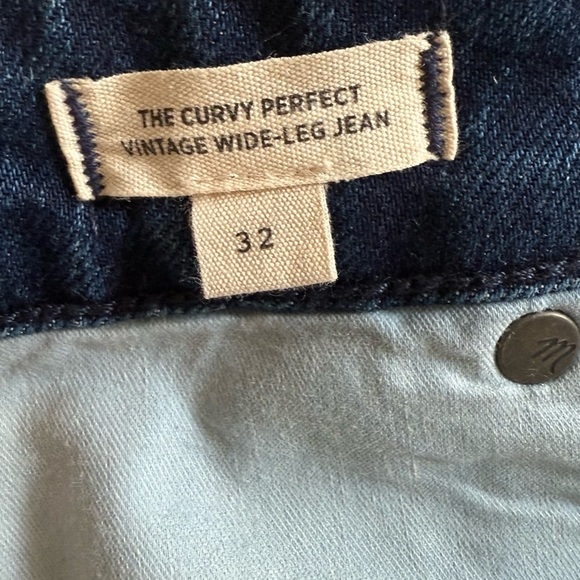 THE CURVY PERFECT
VINTAGE WIDE-LEG JEAN
32
m